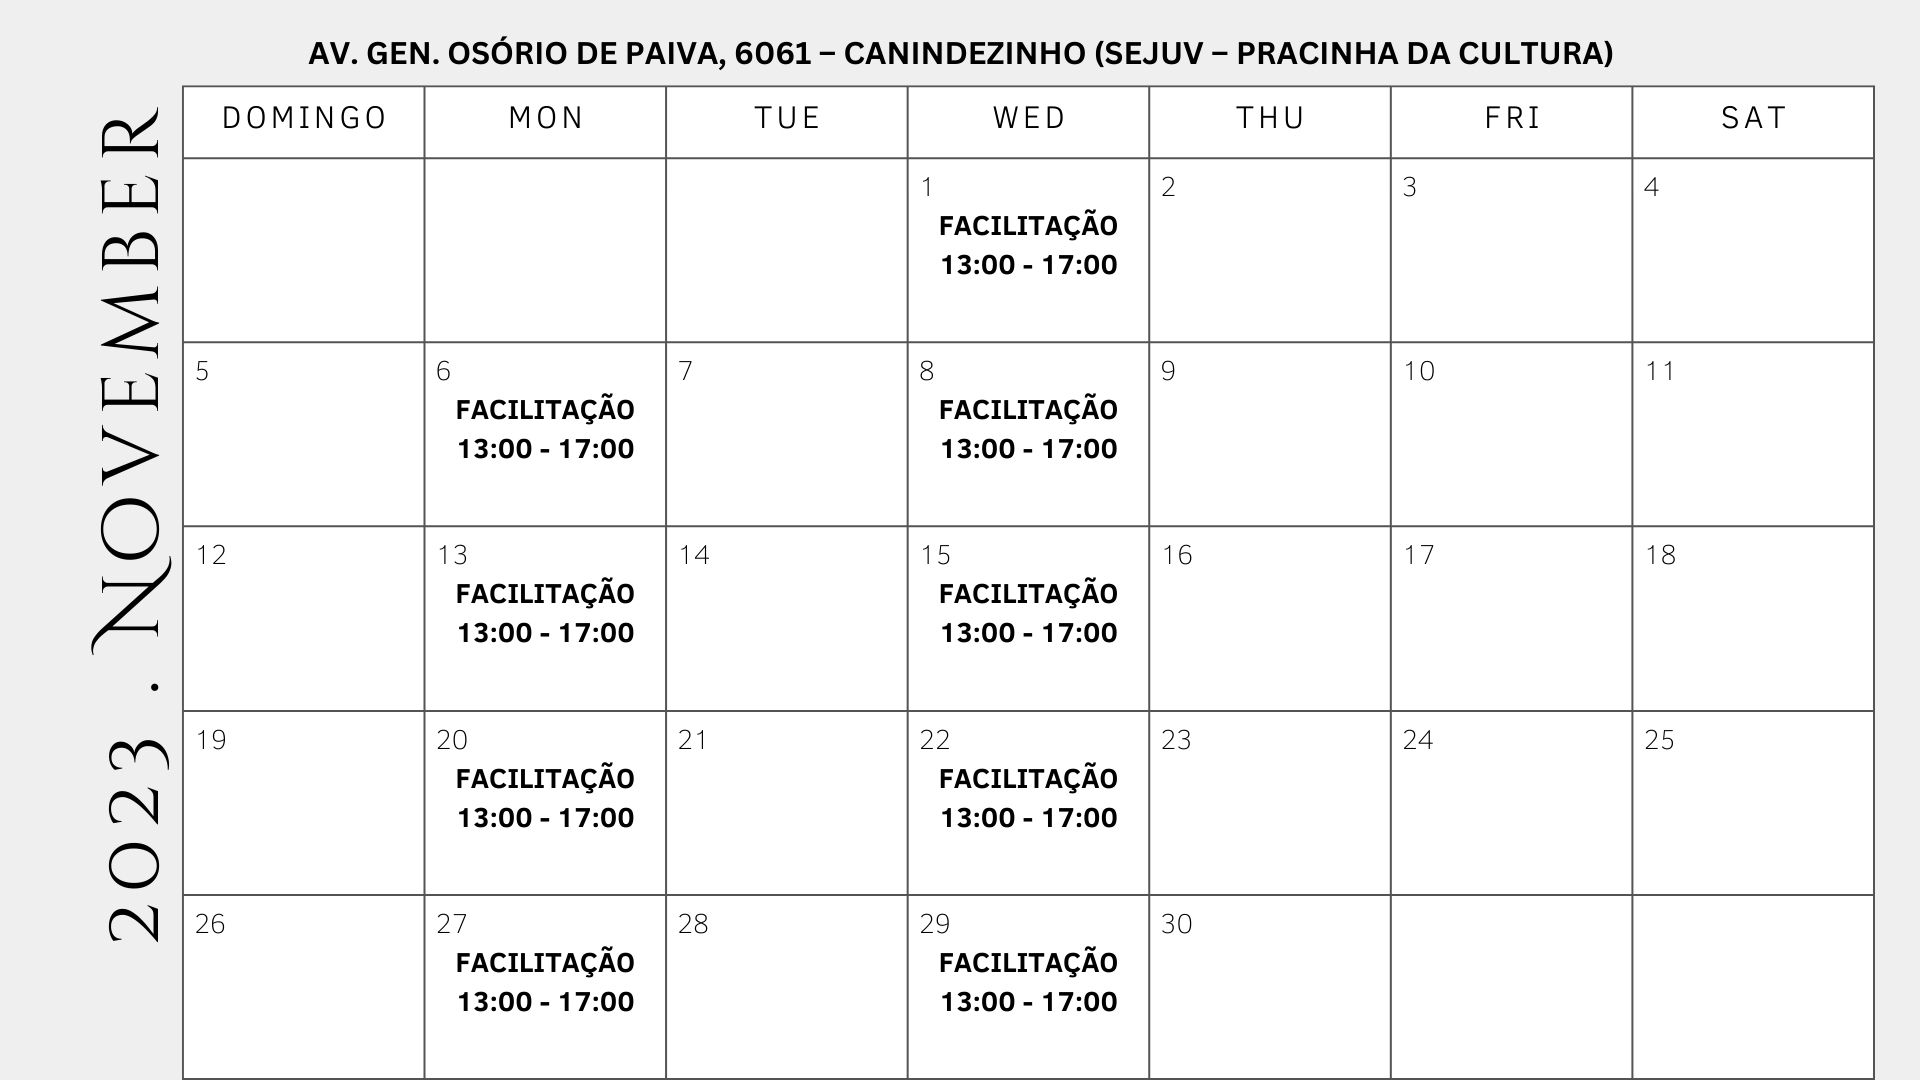 AV. GEN. OSÓRIO DE PAIVA, 6061 – CANINDEZINHO (SEJUV – PRACINHA DA CULTURA)
2023 . NOVEMBER
DOMINGO MON TUE WED THU FRI SAT
1 2 3 4
FACILITAÇÃO
13:00 - 17:00
5 6 7 8 9 10 11
FACILITAÇÃO FACILITAÇÃO
13:00 - 17:00 13:00 - 17:00
12 13 14 15 16 17 18
FACILITAÇÃO FACILITAÇÃO
13:00 - 17:00 13:00 - 17:00
19 20 21 22 23 24 25
FACILITAÇÃO FACILITAÇÃO
13:00 - 17:00 13:00 - 17:00
26 27 28 29 30
FACILITAÇÃO FACILITAÇÃO
13:00 - 17:00 13:00 - 17:00